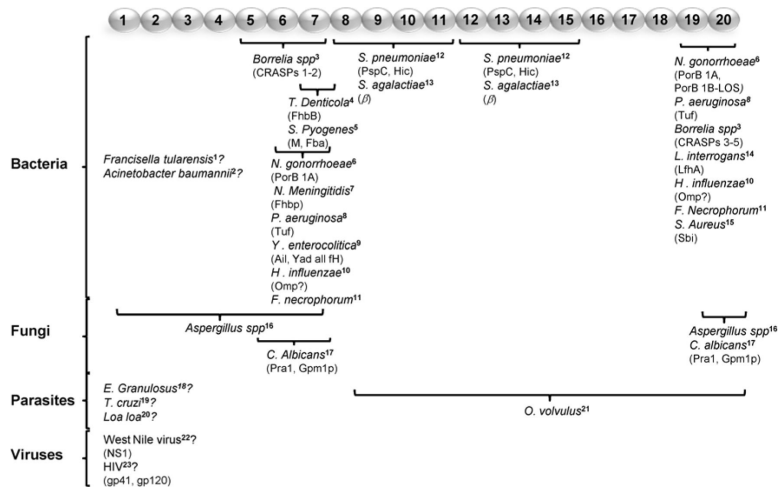 1 2 3 4 5 6 7 8 9 10 11 12 13 14 15 16 17 18 19 20
Bacteria
Francisella tularensis¹?
Acinetobacter baumannii²?
Borrelia spp³
(CRASPs 1-2)
T. Denticola⁴
(FhbB)
S. Pyogenes⁵
(M, Fba)
N. gonorrhoeae⁶
(PorB 1A)
N. Meningitidis⁷
(Fhbp)
P. aeruginosa⁸
(Tuf)
Y . enterocolitica⁹
(Ail, Yad all fH)
H . influenzae¹⁰
(Omp?)
F. necrophorum¹¹
S. pneumoniae¹²
(PspC, Hic)
S. agalactiae¹³
(β)
S. pneumoniae¹²
(PspC, Hic)
S. agalactiae¹³
(β)
N. gonorrhoeae⁶
(PorB 1A,
PorB 1B-LOS)
P. aeruginosa⁸
(Tuf)
Borrelia spp³
(CRASPs 3-5)
L. interrogans¹⁴
(LfhA)
H . influenzae¹⁰
(Omp?)
F. Necrophorum¹¹
S. Aureus¹⁵
(Sbi)
Fungi
Aspergillus spp¹⁶
C. Albicans¹⁷
(Pra1, Gpm1p)
Aspergillus spp¹⁶
C. albicans¹⁷
(Pra1, Gpm1p)
Parasites
E. Granulosus¹⁸?
T. cruzi¹⁹?
Loa loa²⁰?
O. volvulus²¹
Viruses
West Nile virus²²?
(NS1)
HIV²³?
(gp41, gp120)